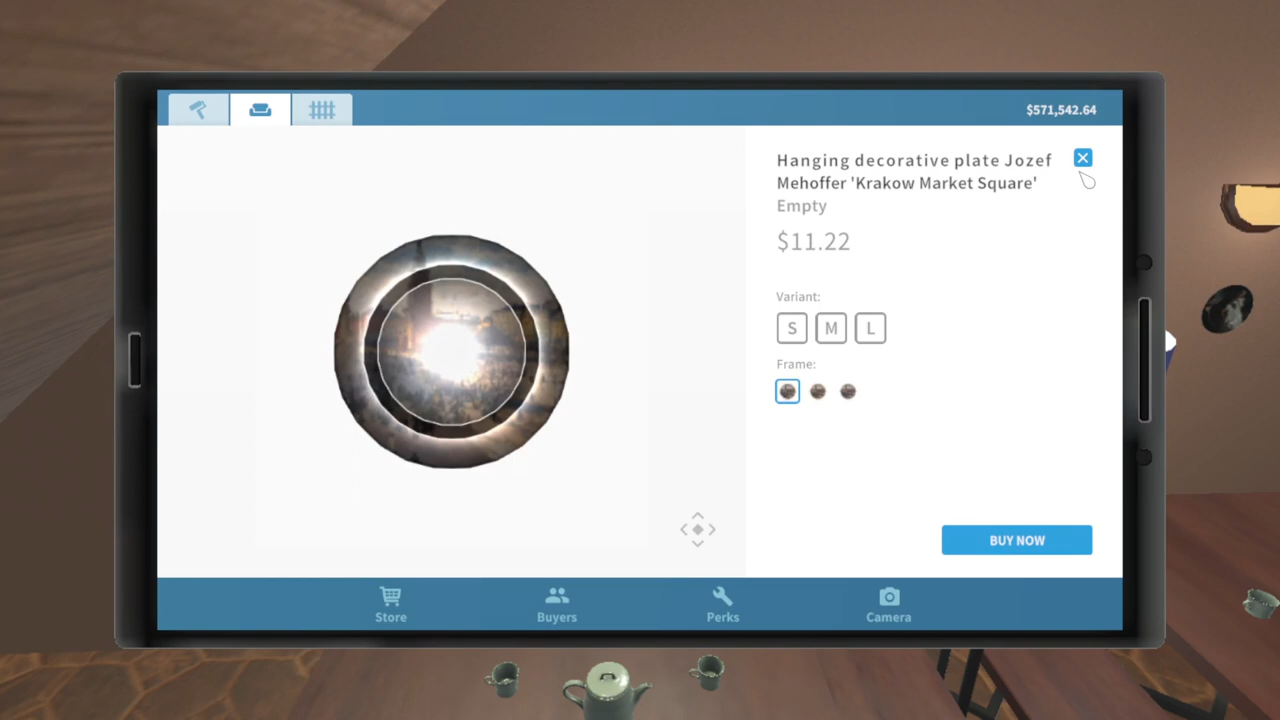 $571,542.64
Hanging decorative plate Jozef
Mehoffer 'Krakow Market Square'
Empty
$11.22
Variant:
S M L
Frame:
BUY NOW
Store Buyers Perks Camera